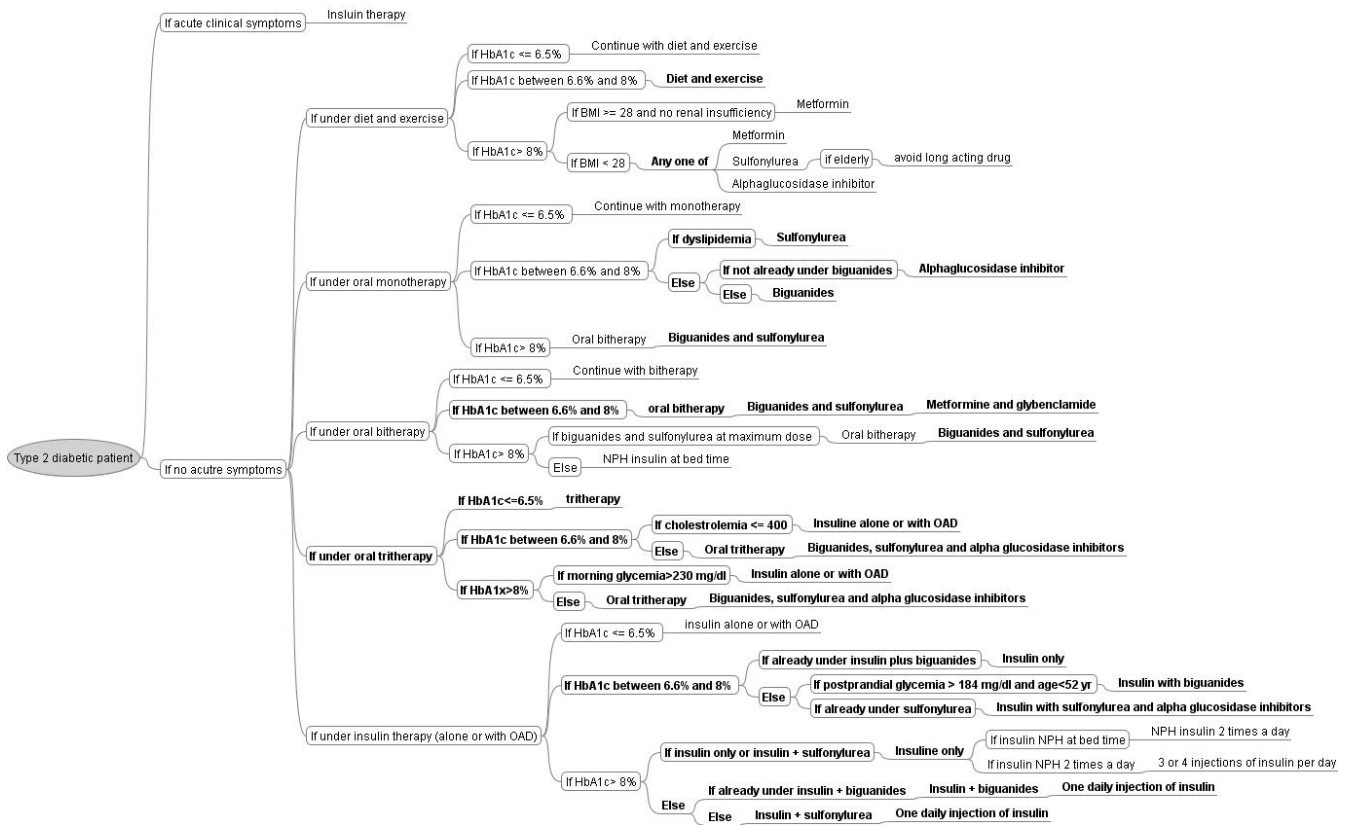 If acute clinical symptoms
Insluin therapy
If HbA1c <= 6.5%
Continue with diet and exercise
If HbA1c between 6.6% and 8%
Diet and exercise
If under diet and exercise
If BMI >= 28 and no renal insufficiency
Metformin
If HbA1c> 8%
If BMI < 28
Any one of
Metformin
Sulfonylurea
if elderly
avoid long acting drug
Alphaglucosidase inhibitor
If HbA1c <= 6.5%
Continue with monotherapy
If dyslipidemia
Sulfonylurea
If under oral monotherapy
If HbA1c between 6.6% and 8%
Else
If not already under biguanides
Alphaglucosidase inhibitor
Else
Biguanides
If HbA1c> 8%
Oral bitherapy
Biguanides and sulfonylurea
If HbA1c <= 6.5%
Continue with bitherapy
If HbA1c between 6.6% and 8%
oral bitherapy
Biguanides and sulfonylurea
Metformine and glybenclamide
If under oral bitherapy
If HbA1c> 8%
If biguanides and sulfonylurea at maximum dose
Oral bitherapy
Biguanides and sulfonylurea
Else
NPH insulin at bed time
Type 2 diabetic patient
If no acutre symptoms
If HbA1c<=6.5%
tritherapy
If HbA1c between 6.6% and 8%
If cholestrolemia <= 400
Insuline alone or with OAD
Else
Oral tritherapy
Biguanides, sulfonylurea and alpha glucosidase inhibitors
If under oral tritherapy
If HbA1x>8%
If morning glycemia>230 mg/dl
Insulin alone or with OAD
Else
Oral tritherapy
Biguanides, sulfonylurea and alpha glucosidase inhibitors
If HbA1c <= 6.5%
insulin alone or with OAD
If HbA1c between 6.6% and 8%
If already under insulin plus biguanides
Insulin only
Else
If postprandial glycemia > 184 mg/dl and age<52 yr
Insulin with biguanides
If already under sulfonylurea
Insulin with sulfonylurea and alpha glucosidase inhibitors
If under insulin therapy (alone or with OAD)
If HbA1c> 8%
If insulin only or insulin + sulfonylurea
Insuline only
If insulin NPH at bed time
NPH insulin 2 times a day
If insulin NPH 2 times a day
3 or 4 injections of insulin per day
Else
If already under insulin + biguanides
Insulin + biguanides
One daily injection of insulin
Else
Insulin + sulfonylurea
One daily injection of insulin